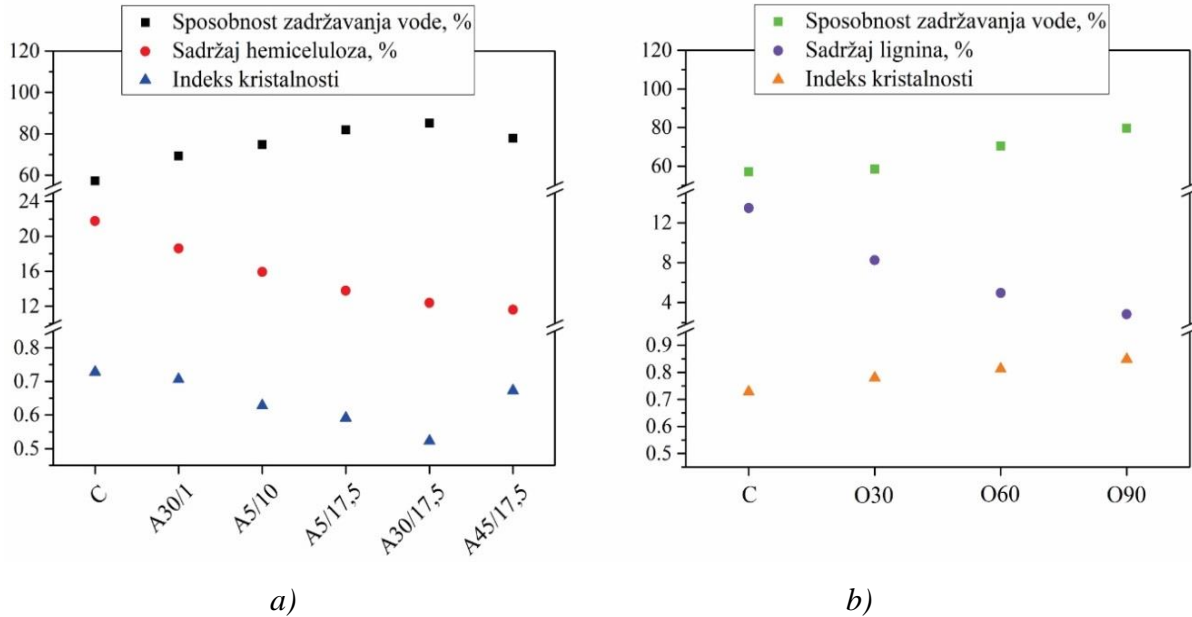 Sposobnost zadržavanja vode, %
Sadržaj hemiceluloza, %
Indeks kristalnosti
120
100
80
60
24
20
16
12
0.8
0.7
0.6
0.5
C
A30/1
A5/10
A5/17,5
A30/17,5
A45/17,5
a)
Sposobnost zadržavanja vode, %
Sadržaj lignina, %
Indeks kristalnosti
120
100
80
60
12
8
4
0.9
0.8
0.7
0.6
0.5
C
O30
O60
O90
b)